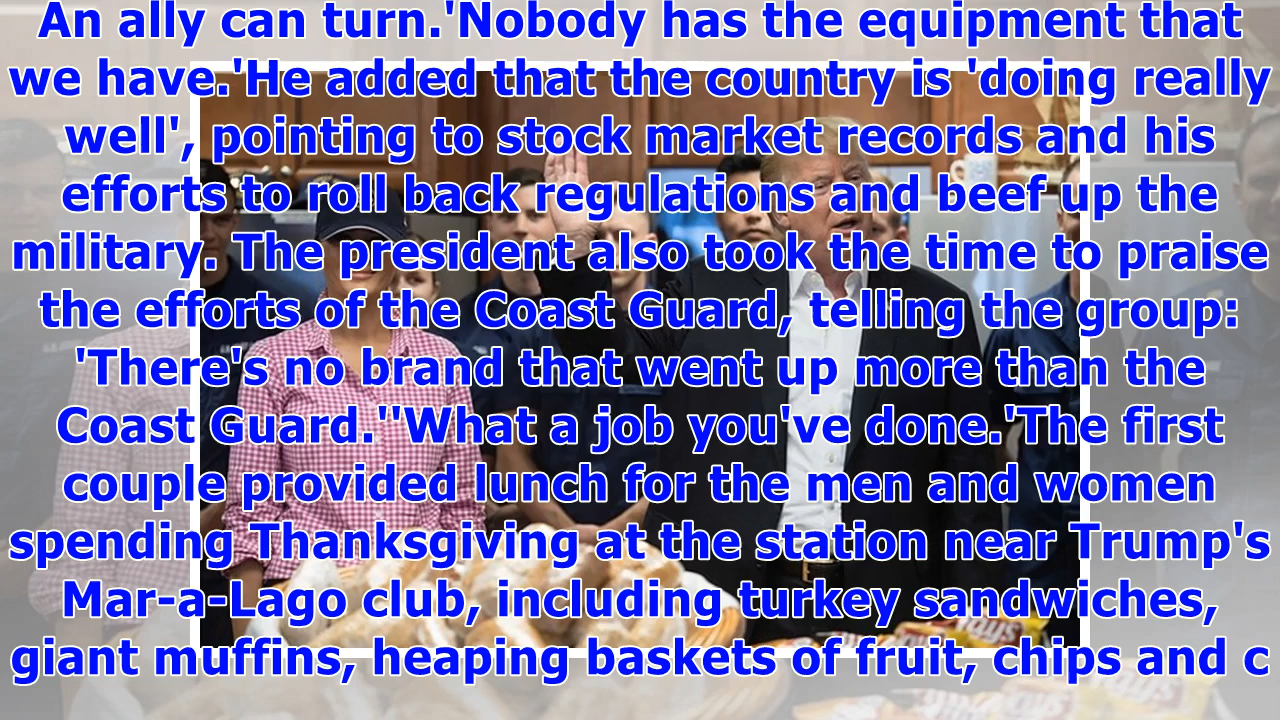 An ally can turn.'Nobody has the equipment that
we have.'He added that the country is 'doing really
well', pointing to stock market records and his
efforts to roll back regulations and beef up the
military. The president also took the time to praise
the efforts of the Coast Guard, telling the group:
'There's no brand that went up more than the
Coast Guard.''What a job you've done.'The first
couple provided lunch for the men and women
spending Thanksgiving at the station near Trump's
Mar-a-Lago club, including turkey sandwiches,
giant muffins, heaping baskets of fruit, chips and c